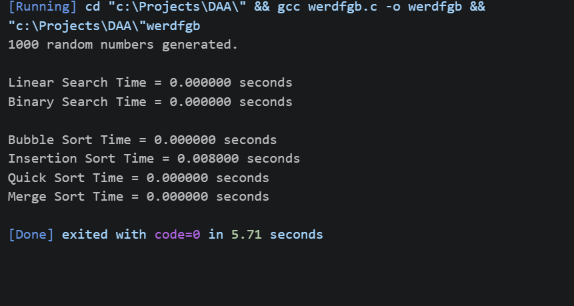 [Running] cd "c:\Projects\DAA\" && gcc werdfgb.c -o werdfgb &&
"c:\Projects\DAA\"werdfgb
1000 random numbers generated.
Linear Search Time = 0.000000 seconds
Binary Search Time = 0.000000 seconds
Bubble Sort Time = 0.000000 seconds
Insertion Sort Time = 0.008000 seconds
Quick Sort Time = 0.000000 seconds
Merge Sort Time = 0.000000 seconds
[Done] exited with code=0 in 5.71 seconds